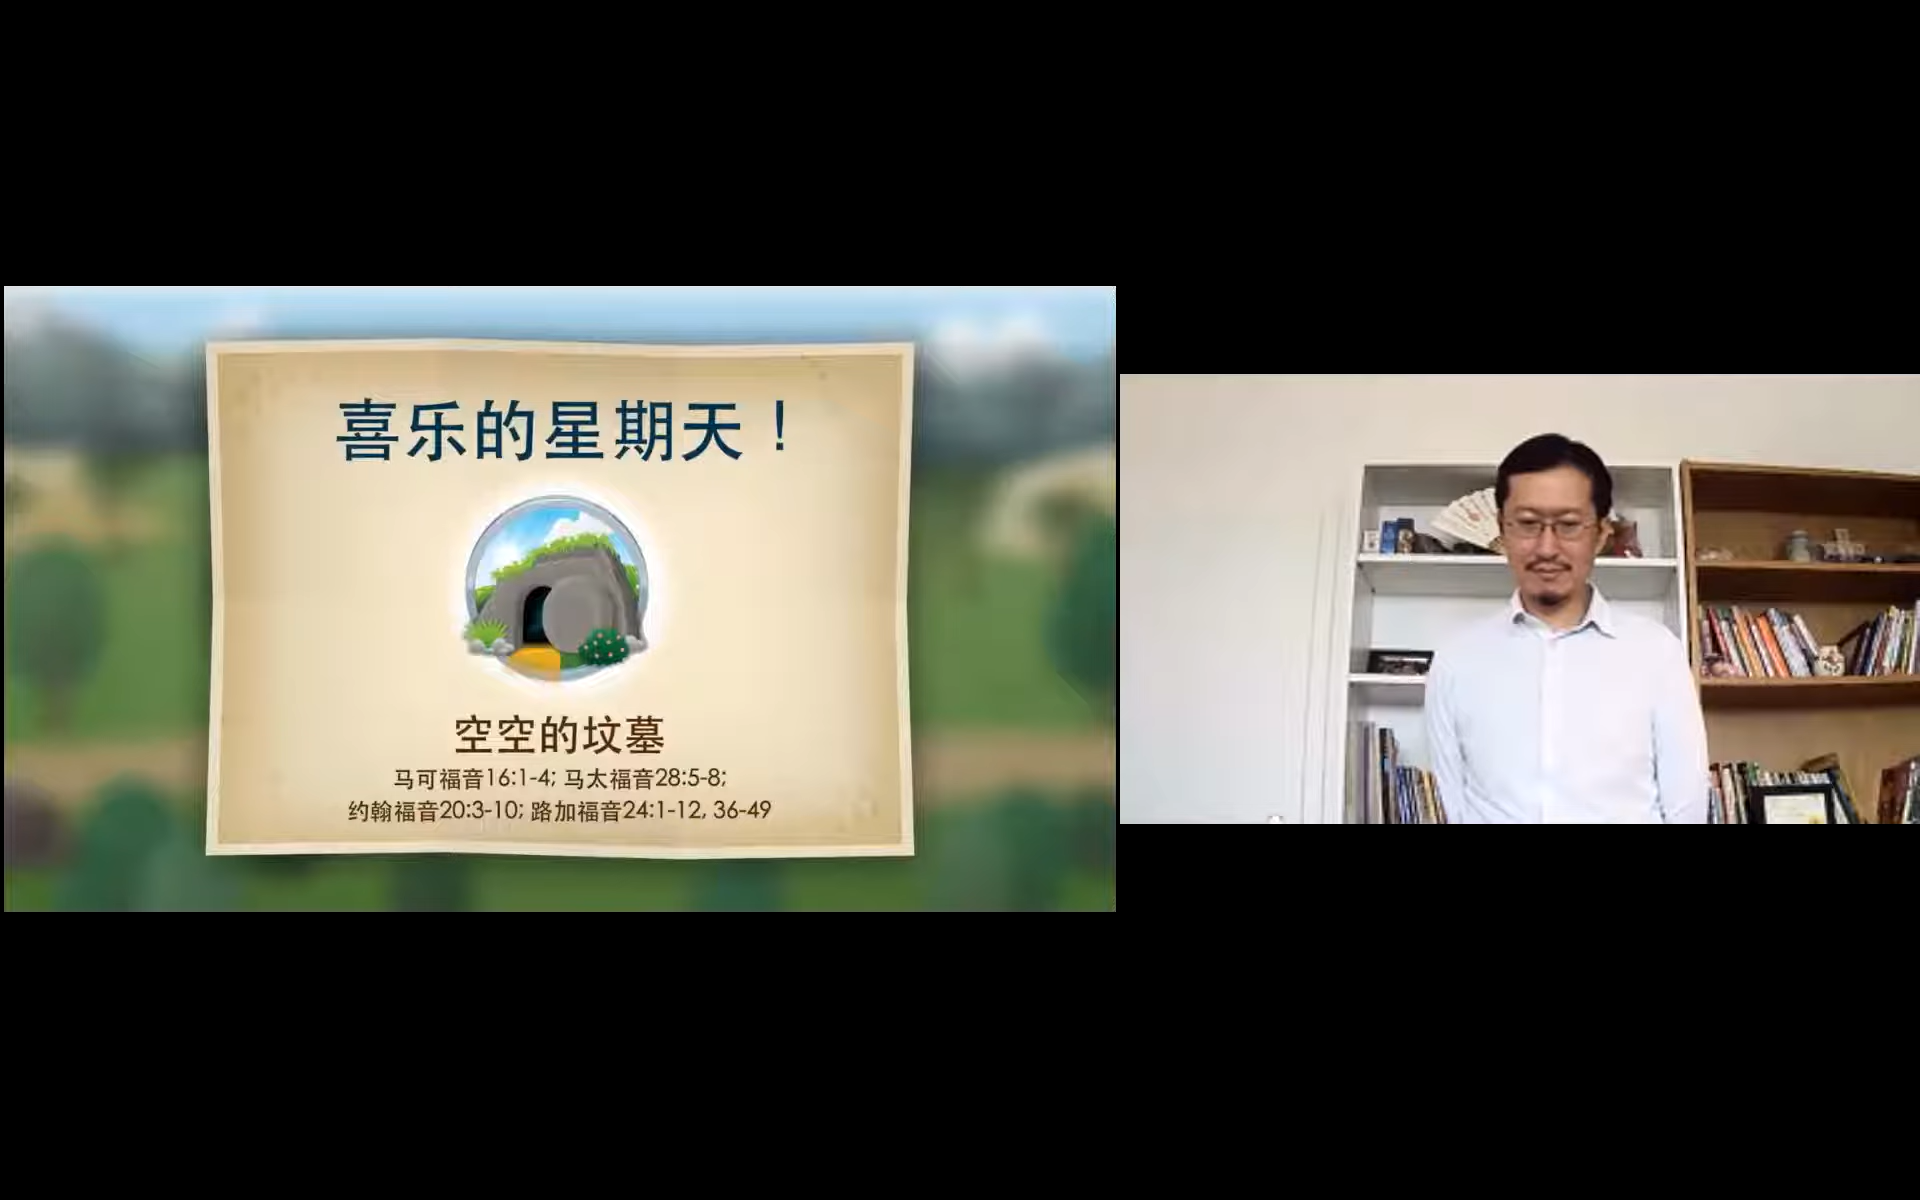 喜乐的星期天！
空空的坟墓
马可福音16:1-4; 马太福音28:5-8;
约翰福音20:3-10; 路加福音24:1-12, 36-49